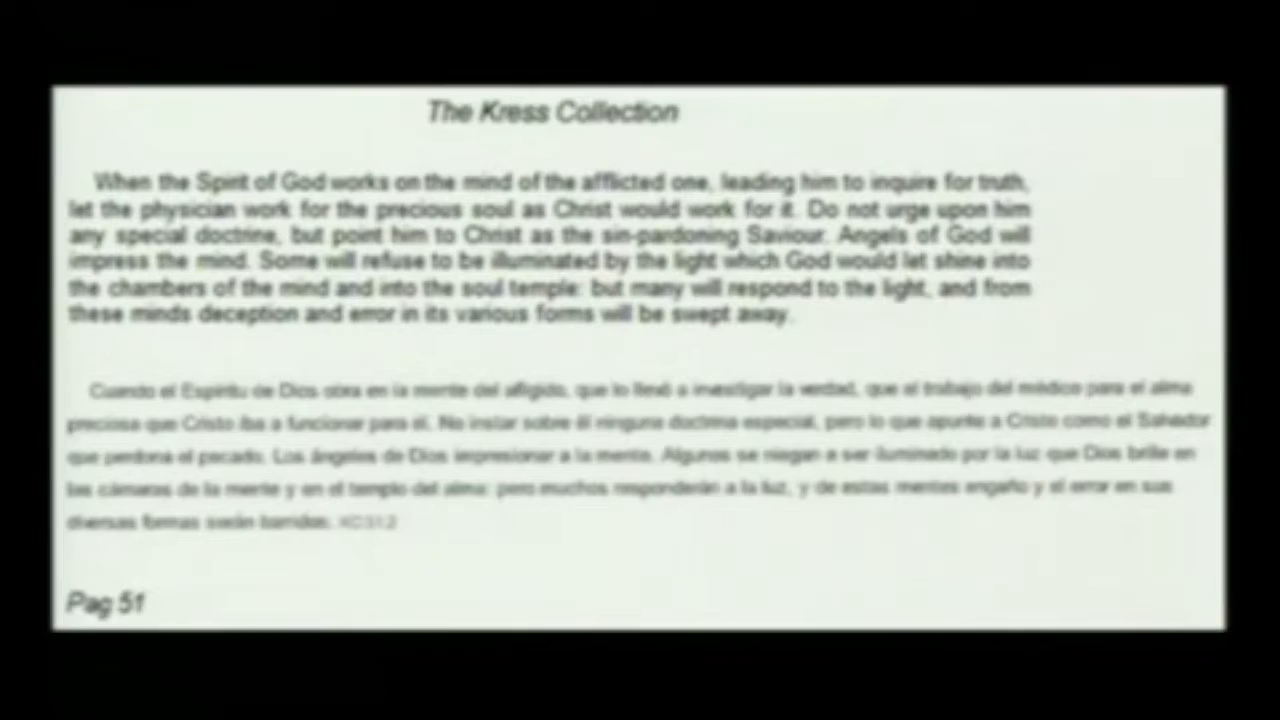 The Kress Collection
When the Spirit of God works on the mind of the afflicted one, leading him to inquire for truth,
let the physician work for the precious soul as Christ would work for it. Do not urge upon him
any special doctrine, but point him to Christ as the sin-pardoning Saviour. Angels of God will
impress the mind. Some will refuse to be illuminated by the light which God would let shine into
the chambers of the mind and into the soul temple: but many will respond to the light, and from
these minds deception and error in its various forms will be swept away.
Cuando el Espíritu de Dios obra en la mente del afligido, que lo llevó a investigar la verdad, que el trabajo del médico para el alma
preciosa que Cristo iba a funcionar para él. No instar sobre él ninguna doctrina especial, pero lo que apunte a Cristo como el Salvador
que perdona el pecado. Los ángeles de Dios impresionar a la mente. Algunos se niegan a ser iluminado por la luz que Dios brille en
las cámaras de la mente y en el templo del alma: pero muchos responderán a la luz, y de estas mentes engaño y el error en sus
diversas formas serán barridos. KC 51.2
Pag 51